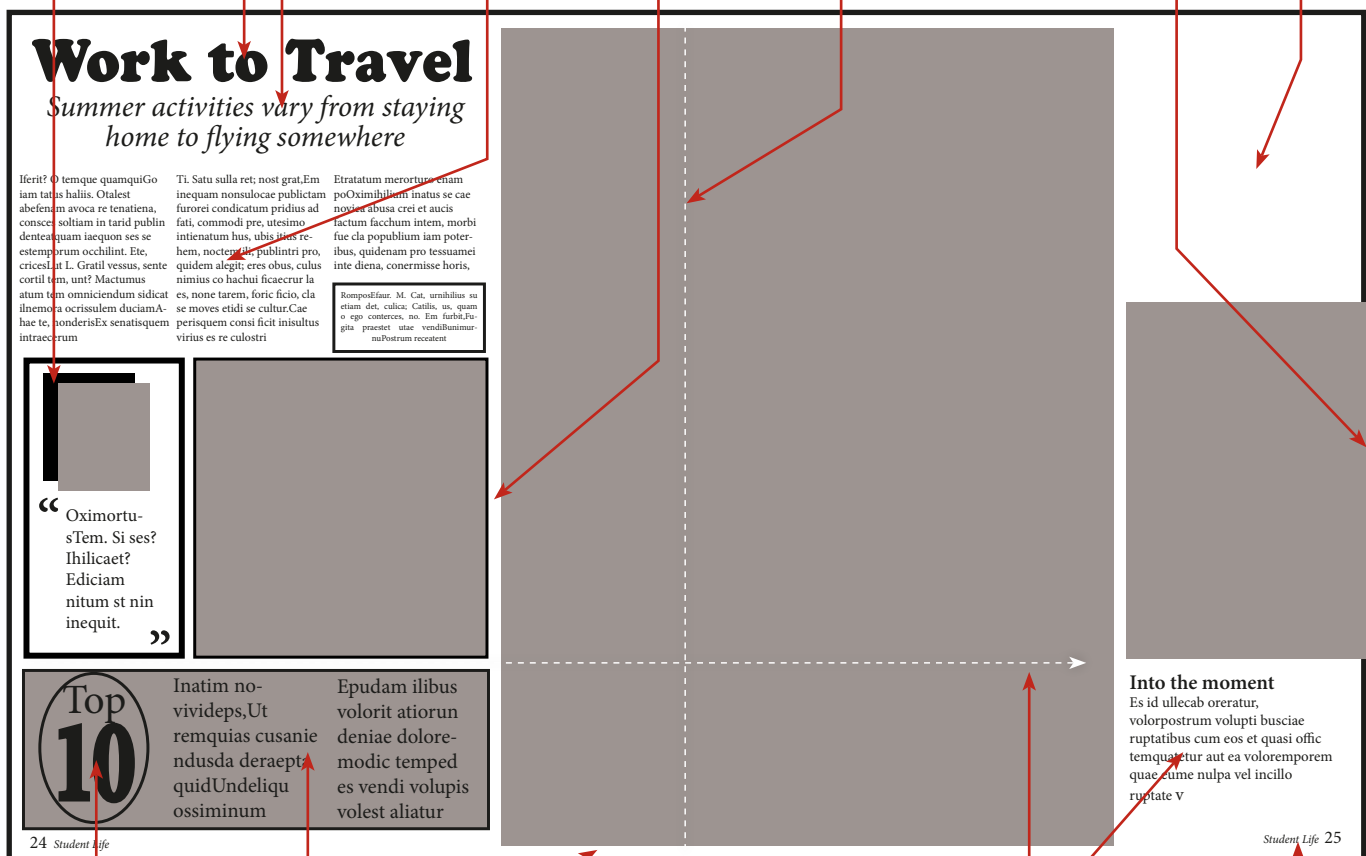 Work to Travel
Summer activities vary from staying
home to flying somewhere
Iferit? O temque quamquiGo
iam tatus haliis. Otalest
abefenam avoca re tenatiena,
consces soltiam in tarid publin
denteatquam iaequon ses se
estemporum occhilint. Ete,
cricesLut L. Gratil vessus, sente
cortil tem, unt? Mactumus
atum tem omniciendum sidicat
ilnemora ocrissulem duciamA-
hae te, nonderisEx senatisquem
intraecerum
Ti. Satu sulla ret; nost grat,Em
inequam nonsulocae publictam
furorei condicatum pridius ad
fati, commodi pre, utesimo
intienatum hus, ubis itius re-
hem, noctem ili, publintri pro,
quidem alegit; eres obus, culus
nimius co hachui ficaecrur la
es, none tarem, foric ficio, cla
se moves etidi se cultur.Cae
perisquem consi ficit inisultus
virius es re culostri
Etratatum merorture enam
poOximihilium inatus se cae
novica abusa crei et aucis
factum facchum intem, morbi
fue cla popublium iam poter-
ibus, quidenam pro tessuamei
inte diena, conermisse horis,
RomposEfaur. M. Cat, urnihilius su
etiam det, culica; Catilis, us, quam
o ego conterces, no. Em furbit,Fu-
gita praestet utae vendiBunimur-
nuPostrum receatent
“ Oximortu-
sTem. Si ses?
Ihilicaet?
Ediciam
nitum st nin
inequit.
”
Top
10
Inatim no-
vivideps,Ut
remquias cusanie
ndusda deraepta
quidUndeliqu
ossiminum
Epudam ilibus
volorit atiorun
deniae dolore-
modic temped
es vendi volupis
volest aliatur
24 Student Life
Into the moment
Es id ullecab oreratur,
volorpostrum volupti busciae
ruptatibus cum eos et quasi offic
temquatetur aut ea voloremporem
quae eume nulpa vel incillo
ruptate v
Student Life 25